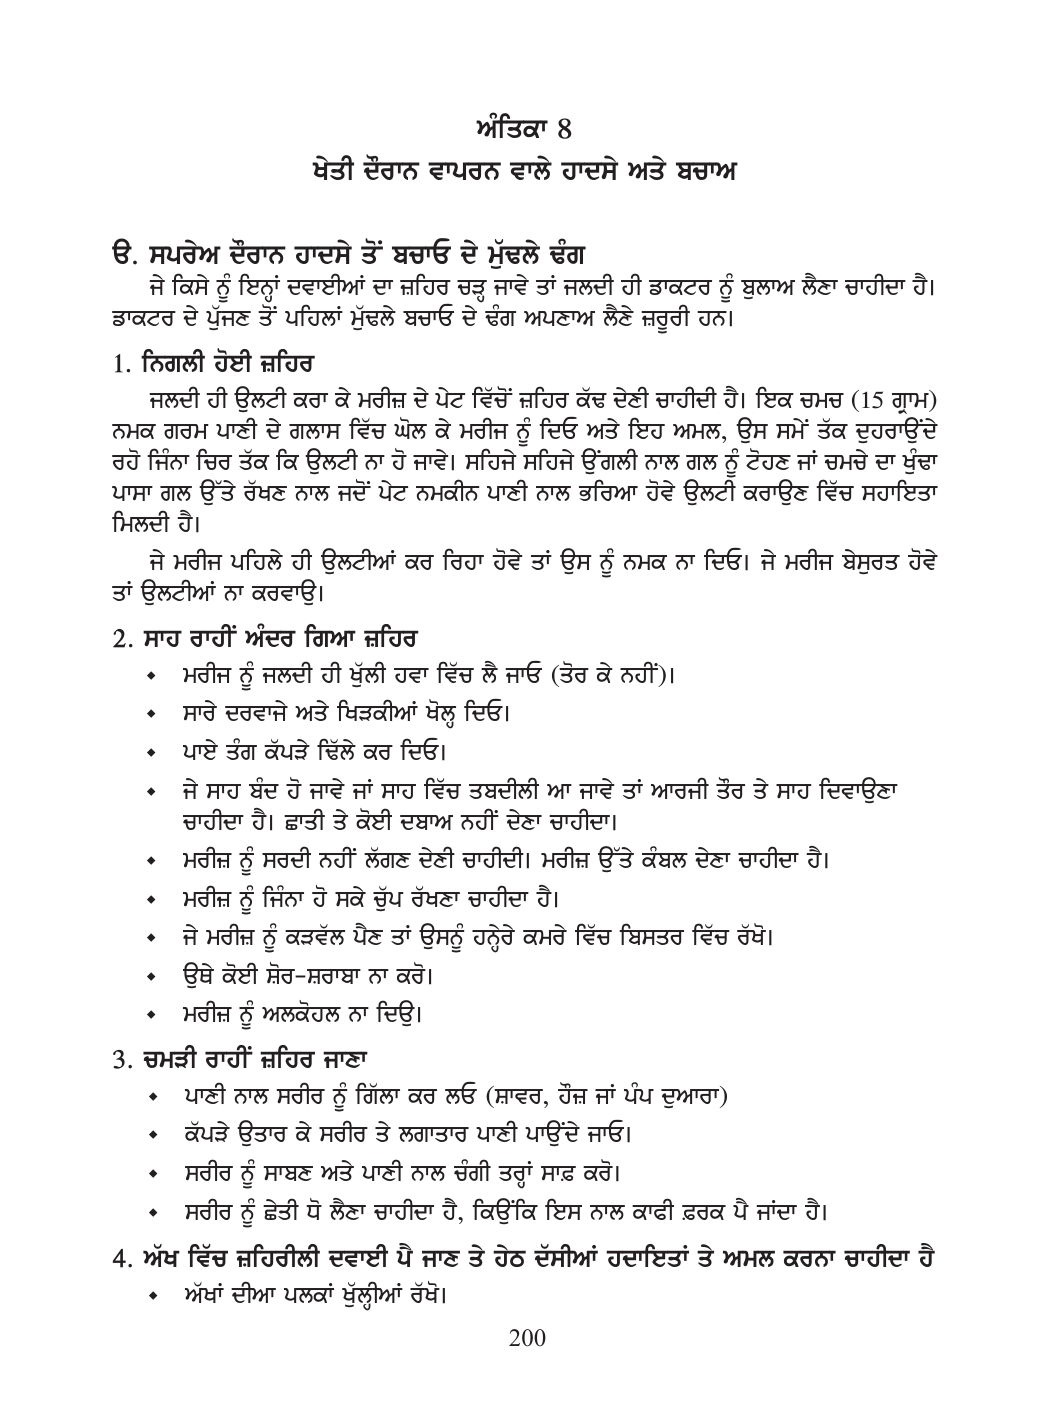 ਅੰਤਿਕਾ 8
ਖੇਤੀ ਦੌਰਾਨ ਵਾਪਰਨ ਵਾਲੇ ਹਾਦਸੇ ਅਤੇ ਬਚਾਅ
ੳ. ਸਪਰੇਅ ਦੌਰਾਨ ਹਾਦਸੇ ਤੋਂ ਬਚਾਓ ਦੇ ਮੁੱਢਲੇ ਢੰਗ
ਜੇ ਕਿਸੇ ਨੂੰ ਇਨ੍ਹਾਂ ਦਵਾਈਆਂ ਦਾ ਜ਼ਹਿਰ ਚੜ੍ਹ ਜਾਵੇ ਤਾਂ ਜਲਦੀ ਹੀ ਡਾਕਟਰ ਨੂੰ ਬੁਲਾਅ ਲੈਣਾ ਚਾਹੀਦਾ ਹੈ।
ਡਾਕਟਰ ਦੇ ਪੁੱਜਣ ਤੋਂ ਪਹਿਲਾਂ ਮੁੱਢਲੇ ਬਚਾਓ ਦੇ ਢੰਗ ਅਪਣਾਅ ਲੈਣੇ ਜ਼ਰੂਰੀ ਹਨ।
1. ਨਿਗਲੀ ਹੋਈ ਜ਼ਹਿਰ
ਜਲਦੀ ਹੀ ਉਲਟੀ ਕਰਾ ਕੇ ਮਰੀਜ਼ ਦੇ ਪੇਟ ਵਿੱਚੋਂ ਜ਼ਹਿਰ ਕੱਢ ਦੇਣੀ ਚਾਹੀਦੀ ਹੈ। ਇਕ ਚਮਚ (15 ਗ੍ਰਾਮ)
ਨਮਕ ਗਰਮ ਪਾਣੀ ਦੇ ਗਲਾਸ ਵਿੱਚ ਘੋਲ ਕੇ ਮਰੀਜ ਨੂੰ ਦਿਓ ਅਤੇ ਇਹ ਅਮਲ, ਉਸ ਸਮੇਂ ਤੱਕ ਦੁਹਰਾਉਂਦੇ
ਰਹੋ ਜਿੰਨਾ ਚਿਰ ਤੱਕ ਕਿ ਉਲਟੀ ਨਾ ਹੋ ਜਾਵੇ। ਸਹਿਜੇ ਸਹਿਜੇ ਉਂਗਲੀ ਨਾਲ ਗਲ ਨੂੰ ਟੋਹਣ ਜਾਂ ਚਮਚੇ ਦਾ ਖੁੰਢਾ
ਪਾਸਾ ਗਲ ਉੱਤੇ ਰੱਖਣ ਨਾਲ ਜਦੋਂ ਪੇਟ ਨਮਕੀਨ ਪਾਣੀ ਨਾਲ ਭਰਿਆ ਹੋਵੇ ਉਲਟੀ ਕਰਾਉਣ ਵਿੱਚ ਸਹਾਇਤਾ
ਮਿਲਦੀ ਹੈ।
ਜੇ ਮਰੀਜ ਪਹਿਲੇ ਹੀ ਉਲਟੀਆਂ ਕਰ ਰਿਹਾ ਹੋਵੇ ਤਾਂ ਉਸ ਨੂੰ ਨਮਕ ਨਾ ਦਿਓ। ਜੇ ਮਰੀਜ ਬੇਸੁਰਤ ਹੋਵੇ
ਤਾਂ ਉਲਟੀਆਂ ਨਾ ਕਰਵਾਉ।
2. ਸਾਹ ਰਾਹੀਂ ਅੰਦਰ ਗਿਆ ਜ਼ਹਿਰ
◆ ਮਰੀਜ ਨੂੰ ਜਲਦੀ ਹੀ ਖੁੱਲੀ ਹਵਾ ਵਿੱਚ ਲੈ ਜਾਓ (ਤੋਰ ਕੇ ਨਹੀਂ)।
◆ ਸਾਰੇ ਦਰਵਾਜੇ ਅਤੇ ਖਿੜਕੀਆਂ ਖੋਲ੍ਹ ਦਿਓ।
◆ ਪਾਏ ਤੰਗ ਕੱਪੜੇ ਢਿੱਲੇ ਕਰ ਦਿਓ।
◆ ਜੇ ਸਾਹ ਬੰਦ ਹੋ ਜਾਵੇ ਜਾਂ ਸਾਹ ਵਿੱਚ ਤਬਦੀਲੀ ਆ ਜਾਵੇ ਤਾਂ ਆਰਜੀ ਤੌਰ ਤੇ ਸਾਹ ਦਿਵਾਉਣਾ
ਚਾਹੀਦਾ ਹੈ। ਛਾਤੀ ਤੇ ਕੋਈ ਦਬਾਅ ਨਹੀਂ ਦੇਣਾ ਚਾਹੀਦਾ।
◆ ਮਰੀਜ਼ ਨੂੰ ਸਰਦੀ ਨਹੀਂ ਲੱਗਣ ਦੇਣੀ ਚਾਹੀਦੀ। ਮਰੀਜ਼ ਉੱਤੇ ਕੰਬਲ ਦੇਣਾ ਚਾਹੀਦਾ ਹੈ।
◆ ਮਰੀਜ਼ ਨੂੰ ਜਿੰਨਾ ਹੋ ਸਕੇ ਚੁੱਪ ਰੱਖਣਾ ਚਾਹੀਦਾ ਹੈ।
◆ ਜੇ ਮਰੀਜ਼ ਨੂੰ ਕੜਵੱਲ ਪੈਣ ਤਾਂ ਉਸਨੂੰ ਹਨ੍ਹੇਰੇ ਕਮਰੇ ਵਿੱਚ ਬਿਸਤਰ ਵਿੱਚ ਰੱਖੋ।
◆ ਉਥੇ ਕੋਈ ਸ਼ੋਰ-ਸ਼ਰਾਬਾ ਨਾ ਕਰੋ।
◆ ਮਰੀਜ਼ ਨੂੰ ਅਲਕੋਹਲ ਨਾ ਦਿਉ।
3. ਚਮੜੀ ਰਾਹੀਂ ਜ਼ਹਿਰ ਜਾਣਾ
◆ ਪਾਣੀ ਨਾਲ ਸਰੀਰ ਨੂੰ ਗਿੱਲਾ ਕਰ ਲਓ (ਸ਼ਾਵਰ, ਹੌਜ਼ ਜਾਂ ਪੰਪ ਦੁਆਰਾ)
◆ ਕੱਪੜੇ ਉਤਾਰ ਕੇ ਸਰੀਰ ਤੇ ਲਗਾਤਾਰ ਪਾਣੀ ਪਾਉਂਦੇ ਜਾਓ।
◆ ਸਰੀਰ ਨੂੰ ਸਾਬਣ ਅਤੇ ਪਾਣੀ ਨਾਲ ਚੰਗੀ ਤਰ੍ਹਾਂ ਸਾਫ਼ ਕਰੋ।
◆ ਸਰੀਰ ਨੂੰ ਛੇਤੀ ਧੋ ਲੈਣਾ ਚਾਹੀਦਾ ਹੈ, ਕਿਉਂਕਿ ਇਸ ਨਾਲ ਕਾਫੀ ਫ਼ਰਕ ਪੈ ਜਾਂਦਾ ਹੈ।
4. ਅੱਖ ਵਿੱਚ ਜ਼ਹਿਰੀਲੀ ਦਵਾਈ ਪੈ ਜਾਣ ਤੇ ਹੇਠ ਦੱਸੀਆਂ ਹਦਾਇਤਾਂ ਤੇ ਅਮਲ ਕਰਨਾ ਚਾਹੀਦਾ ਹੈ
◆ ਅੱਖਾਂ ਦੀਆ ਪਲਕਾਂ ਖੁੱਲ੍ਹੀਆਂ ਰੱਖੋ।
200